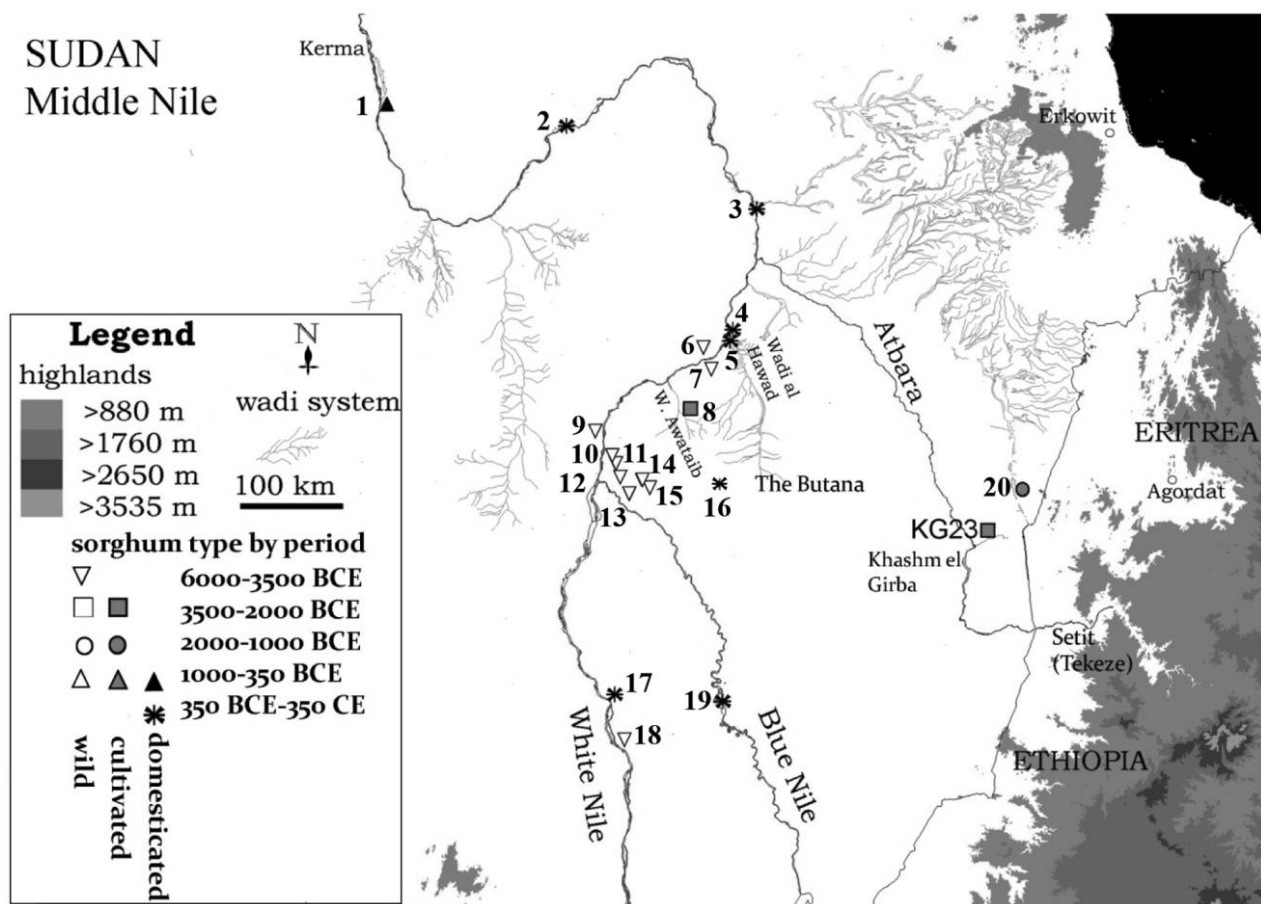 SUDAN
Middle Nile
Kerma
1
2
Erkowit
3
4
5
6
7
Wadi al
Hawad
Atbara
8
W. Awataib
9
10
11
12
13
14
15
16
The Butana
ERITREA
Agordat
20
KG23
Khashm el
Girba
Setit
(Tekeze)
17
18
19
White Nile
Blue Nile
ETHIOPIA
Legend
N
highlands
>880 m
>1760 m
>2650 m
>3535 m
wadi system
100 km
sorghum type by period
6000-3500 BCE
3500-2000 BCE
2000-1000 BCE
1000-350 BCE
350 BCE-350 CE
wild
cultivated
domesticated